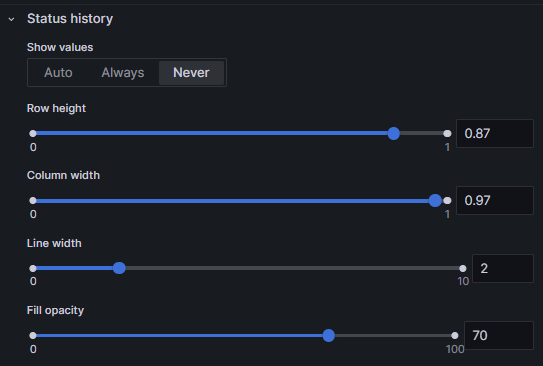 Status history
Show values
Auto Always Never
Row height
0.87
0 1
Column width
0.97
0 1
Line width
2
0 10
Fill opacity
70
0 100